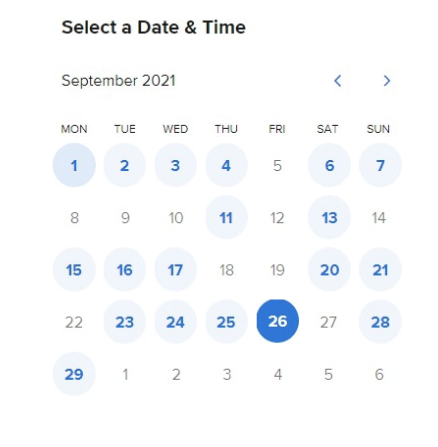 Select a Date & Time
September 2021
MON TUE WED THU FRI SAT SUN
1 2 3 4 5 6 7
8 9 10 11 12 13 14
15 16 17 18 19 20 21
22 23 24 25 26 27 28
29 1 2 3 4 5 6